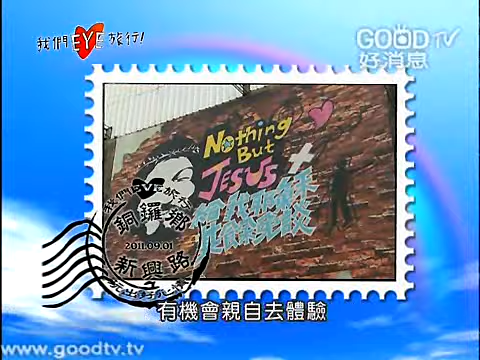 我們EYE旅行!
GOODTV
好消息
Nothing
But
JESUS
我們EYE旅行
銅鑼鄉
2011.09.01
新興路
有機會親自去體驗
www.goodtv.tv